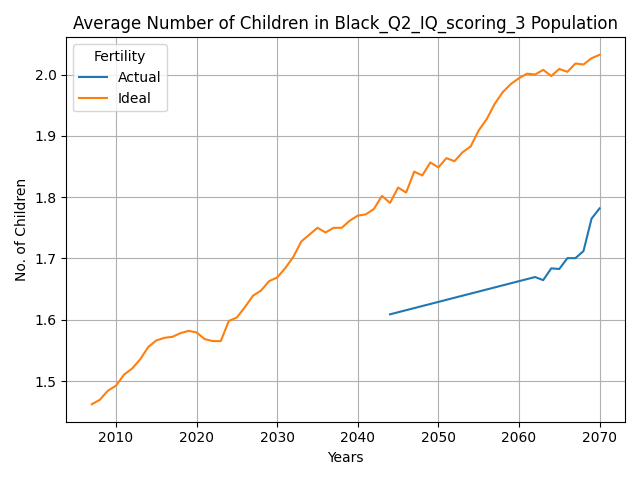 Average Number of Children in Black_Q2_IQ_scoring_3 Population
Fertility
Actual
Ideal
No. of Children
2.0
1.9
1.8
1.7
1.6
1.5
2010 2020 2030 2040 2050 2060 2070
Years